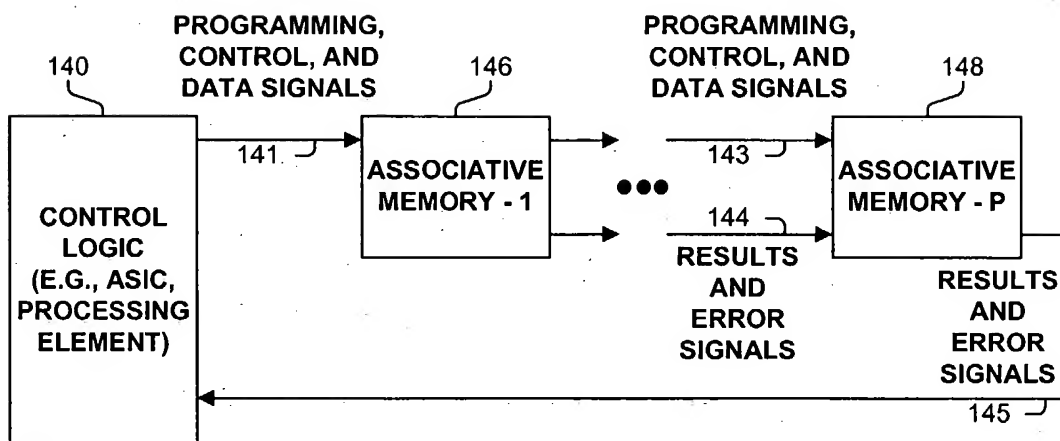 PROGRAMMING,
CONTROL, AND
DATA SIGNALS
PROGRAMMING,
CONTROL, AND
DATA SIGNALS
140
146
148
141
143
ASSOCIATIVE
MEMORY - 1
ASSOCIATIVE
MEMORY - P
144
CONTROL
LOGIC
(E.G., ASIC,
PROCESSING
ELEMENT)
RESULTS
AND
ERROR
SIGNALS
RESULTS
AND
ERROR
SIGNALS
145